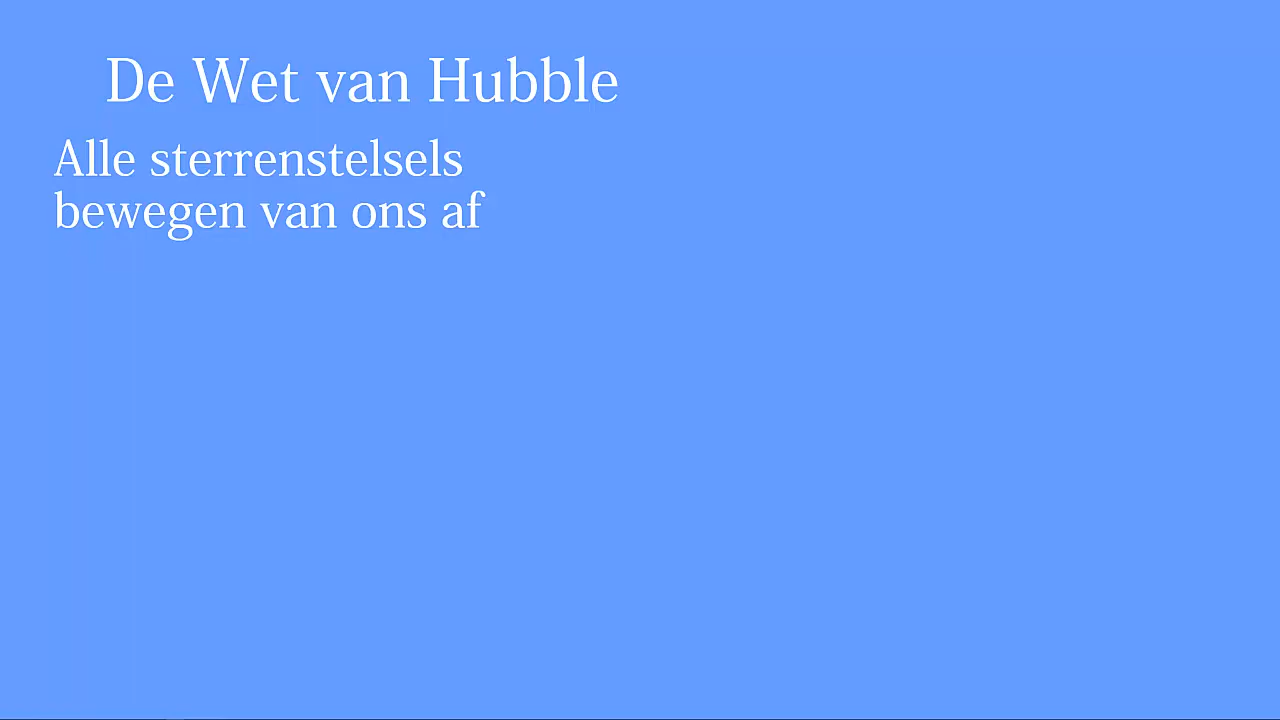 De Wet van Hubble
Alle sterrenstelsels
bewegen van ons af